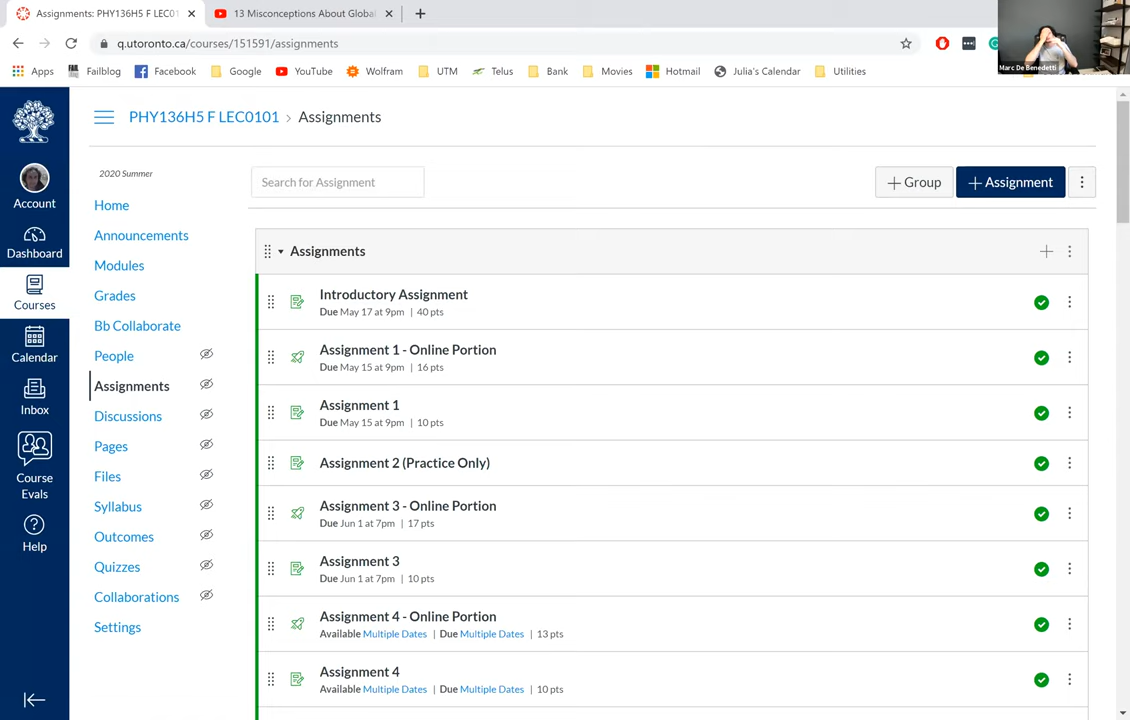 Assignments: PHY136H5 F LEC01
13 Misconceptions About Global
q.utoronto.ca/courses/151591/assignments
Apps
Failblog
Facebook
Google
YouTube
Wolfram
UTM
Telus
Bank
Movies
Hotmail
Julia's Calendar
Utilities
Marc De Benedetti
PHY136H5 F LEC0101 › Assignments
Account
Dashboard
Courses
Calendar
Inbox
Course
Evals
Help
2020 Summer
Home
Announcements
Modules
Grades
Bb Collaborate
People
Assignments
Discussions
Pages
Files
Syllabus
Outcomes
Quizzes
Collaborations
Settings
Search for Assignment
+ Group
+ Assignment
Assignments
Introductory Assignment
Due May 17 at 9pm | 40 pts
Assignment 1 - Online Portion
Due May 15 at 9pm | 16 pts
Assignment 1
Due May 15 at 9pm | 10 pts
Assignment 2 (Practice Only)
Assignment 3 - Online Portion
Due Jun 1 at 7pm | 17 pts
Assignment 3
Due Jun 1 at 7pm | 10 pts
Assignment 4 - Online Portion
Available Multiple Dates | Due Multiple Dates | 13 pts
Assignment 4
Available Multiple Dates | Due Multiple Dates | 10 pts